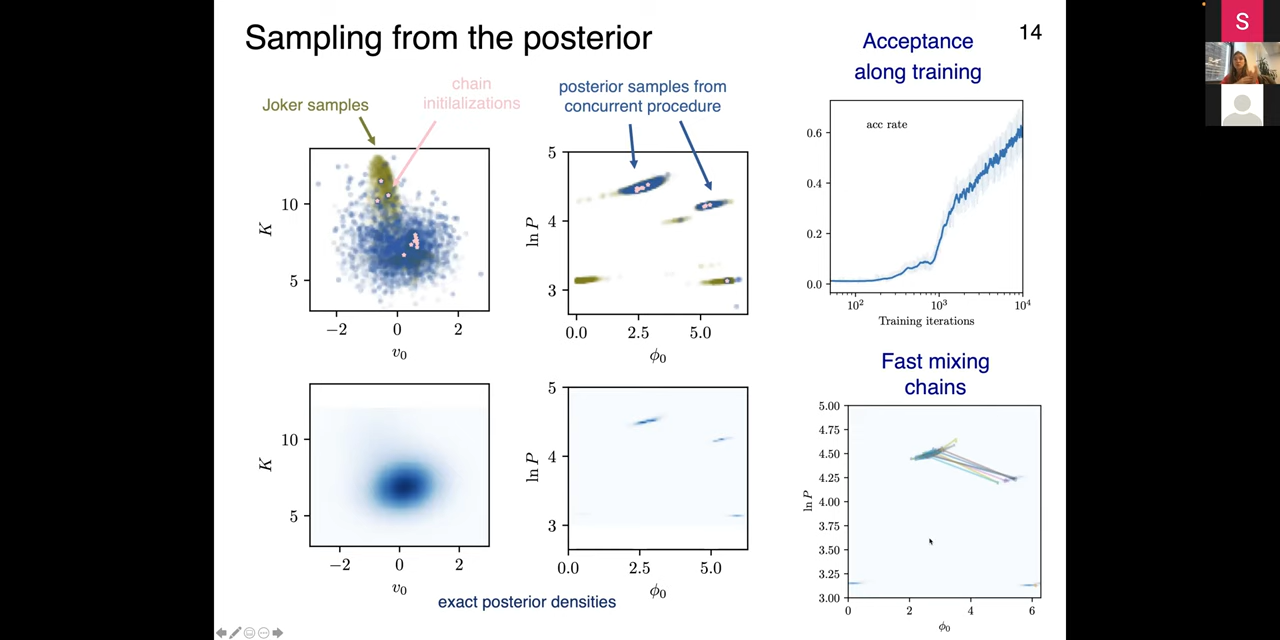 Sampling from the posterior
14
Acceptance
along training
Joker samples
chain
initilalizations
posterior samples from
concurrent procedure
K
10
5
−2
0
2
v0
ln P
5
4
3
0.0
2.5
5.0
ϕ0
acc rate
0.6
0.4
0.2
0.0
10²
10³
10⁴
Training iterations
K
10
5
−2
0
2
v0
ln P
5
4
3
0.0
2.5
5.0
ϕ0
exact posterior densities
Fast mixing
chains
ln P
5.00
4.75
4.50
4.25
4.00
3.75
3.50
3.25
3.00
0
2
4
6
ϕ0
S